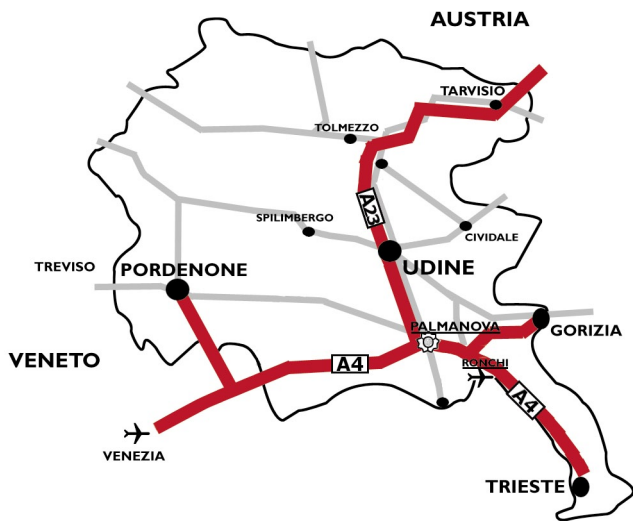 AUSTRIA
TARVISIO
TOLMEZZO
A23
SPILIMBERGO
CIVIDALE
UDINE
TREVISO
PORDENONE
PALMANOVA
GORIZIA
VENETO
A4
RONCHI
A4
VENEZIA
TRIESTE